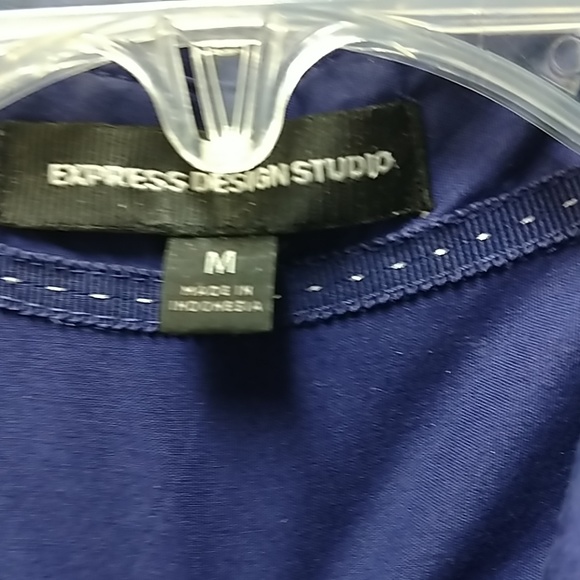 EXPRESS DESIGN STUDIO
M
MADE IN
INDONESIA